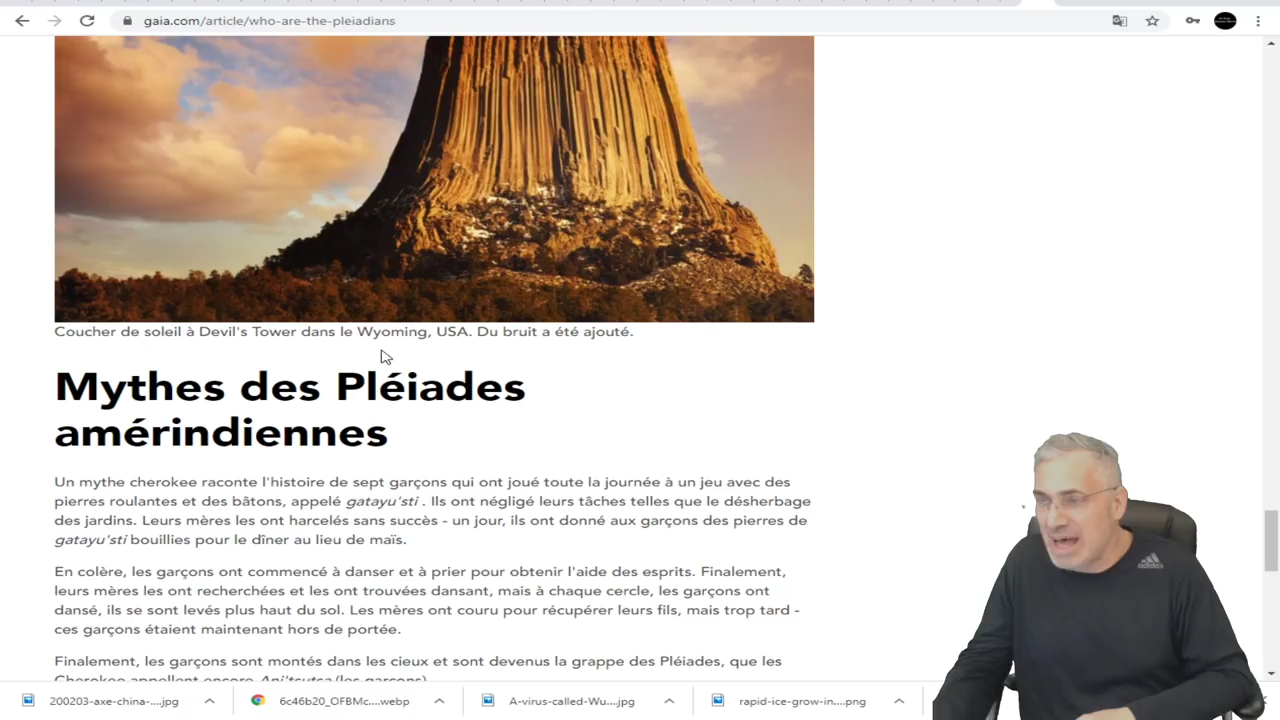 gaia.com/article/who-are-the-pleiadians
Coucher de soleil à Devil's Tower dans le Wyoming, USA. Du bruit a été ajouté.
Mythes des Pléiades
amérindiennes
Un mythe cherokee raconte l'histoire de sept garçons qui ont joué toute la journée à un jeu avec des
pierres roulantes et des bâtons, appelé gatayu'sti . Ils ont négligé leurs tâches telles que le désherbage
des jardins. Leurs mères les ont harcelés sans succès - un jour, ils ont donné aux garçons des pierres de
gatayu'sti bouillies pour le dîner au lieu de maïs.
En colère, les garçons ont commencé à danser et à prier pour obtenir l'aide des esprits. Finalement,
leurs mères les ont recherchées et les ont trouvées dansant, mais à chaque cercle, les garçons ont
dansé, ils se sont levés plus haut du sol. Les mères ont couru pour récupérer leurs fils, mais trop tard -
ces garçons étaient maintenant hors de portée.
Finalement, les garçons sont montés dans les cieux et sont devenus la grappe des Pléiades, que les
Cherokee appellent encore Ani'tsutsa (les garçons)
200203-axe-china-....jpg
6c46b20_OFBMc....webp
A-virus-called-Wu....jpg
rapid-ice-grow-in....png
adidas